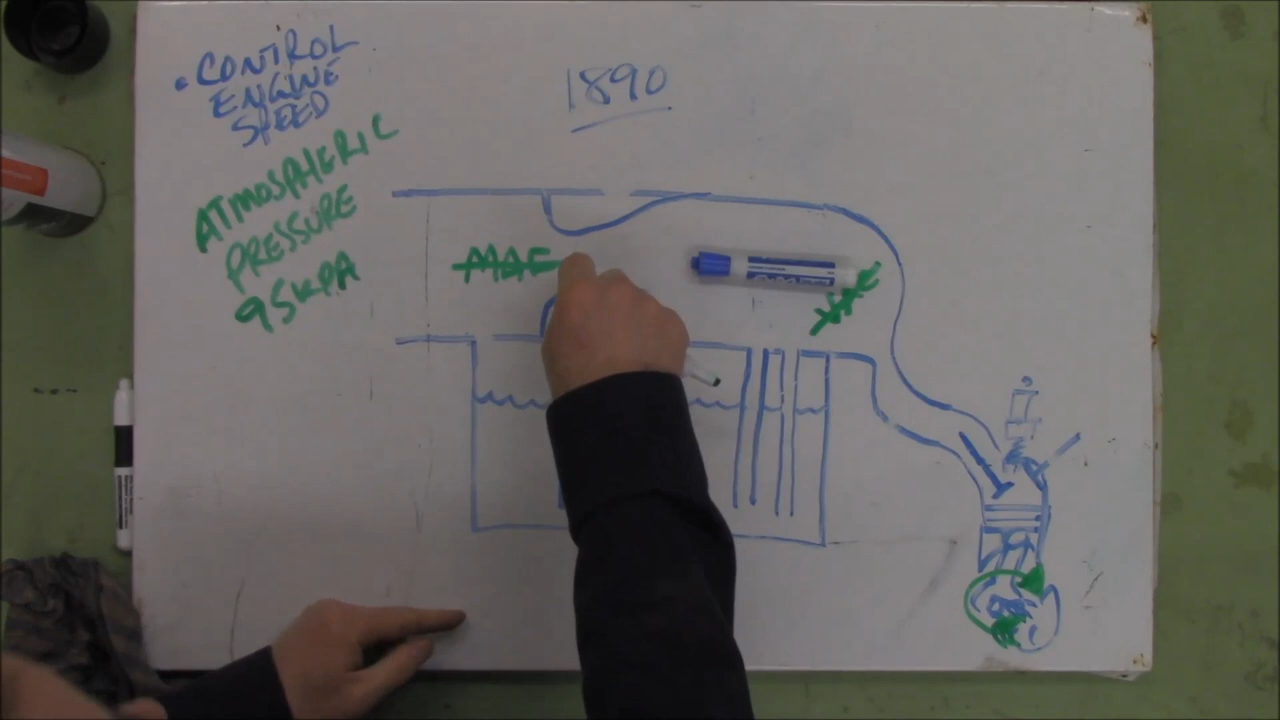 • CONTROL
ENGINE
SPEED
1890
ATMOSPHERIC
PRESSURE
95KPA